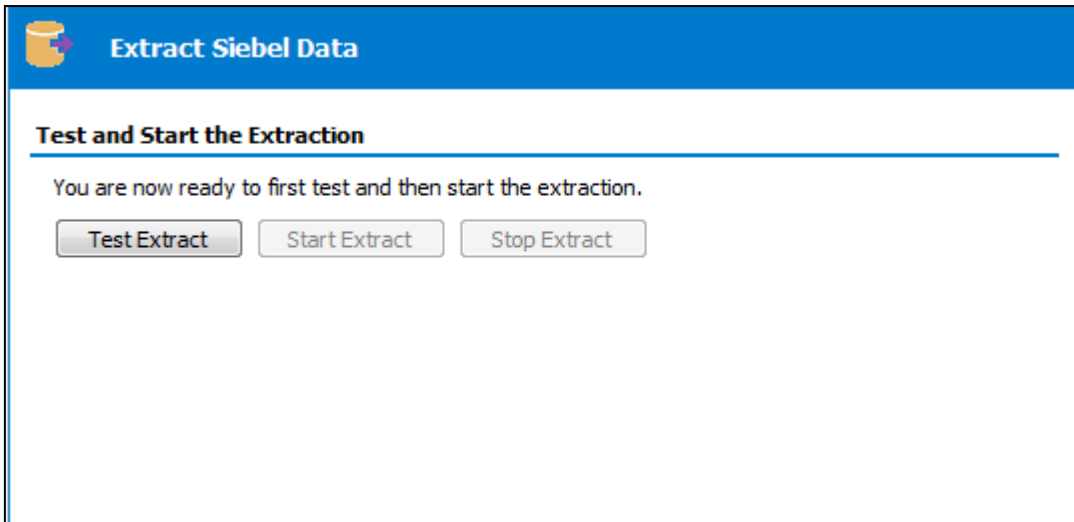 Extract Siebel Data
Test and Start the Extraction
You are now ready to first test and then start the extraction.
Test Extract Start Extract Stop Extract